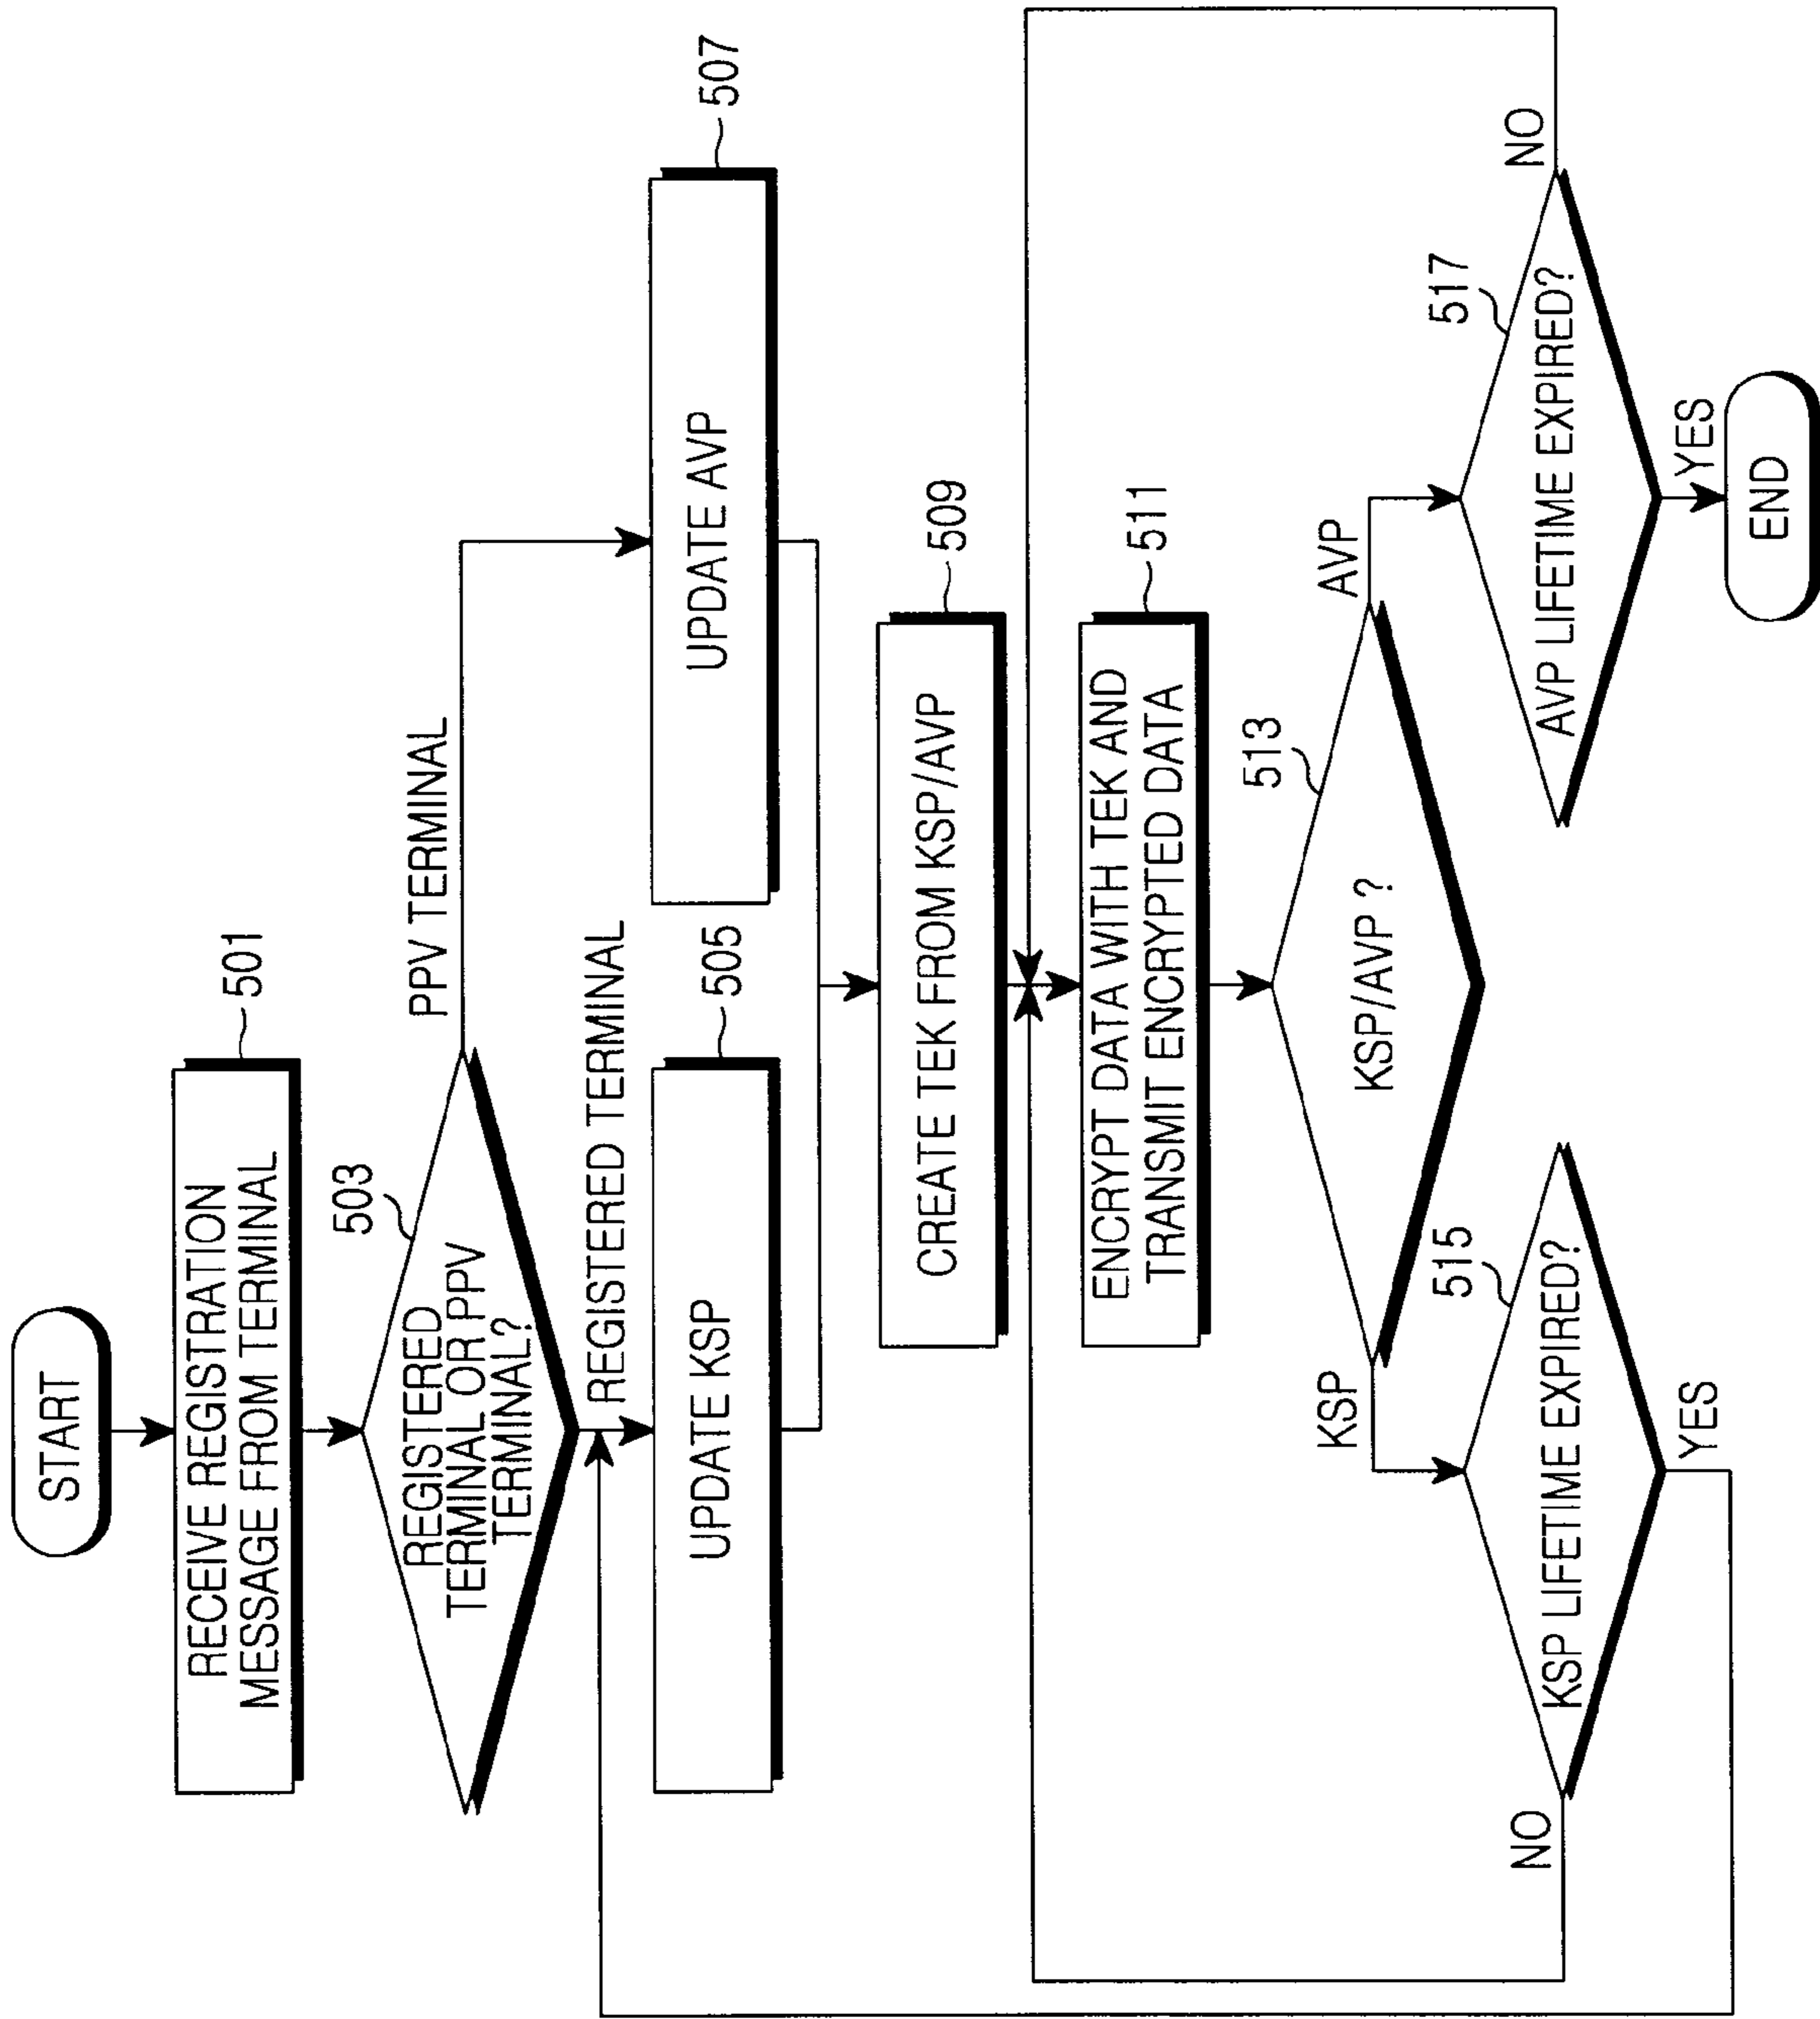 START
RECEIVE REGISTRATION
MESSAGE FROM TERMINAL
501
503
REGISTERED
TERMINAL OR PPV
TERMINAL?
PPV TERMINAL
REGISTERED TERMINAL
UPDATE KSP
505
UPDATE AVP
507
CREATE TEK FROM KSP/AVP
509
ENCRYPT DATA WITH TEK AND
TRANSMIT ENCRYPTED DATA
511
513
KSP/AVP ?
KSP
AVP
515
KSP LIFETIME EXPIRED?
NO
YES
517
AVP LIFETIME EXPIRED?
NO
YES
END